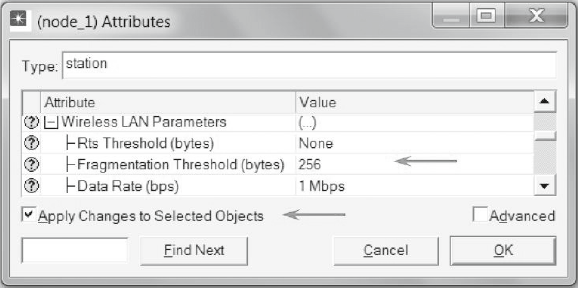 (node_1) Attributes
Type: station
Attribute Value
Wireless LAN Parameters (...)
Rts Threshold (bytes) None
Fragmentation Threshold (bytes) 256
Data Rate (bps) 1 Mbps
Apply Changes to Selected Objects Advanced
Find Next Cancel OK